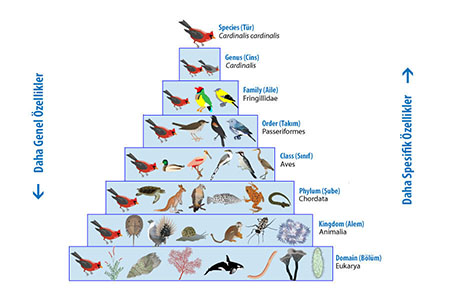 Species (Tür)
Cardinalis cardinalis
Genus (Cins)
Cardinalis
Family (Aile)
Fringillidae
Order (Takım)
Passeriformes
Class (Sınıf)
Aves
Phylum (Şube)
Chordata
Kingdom (Alem)
Animalia
Domain (Bölüm)
Eukarya
Daha Genel Özellikler
Daha Spesifik Özellikler